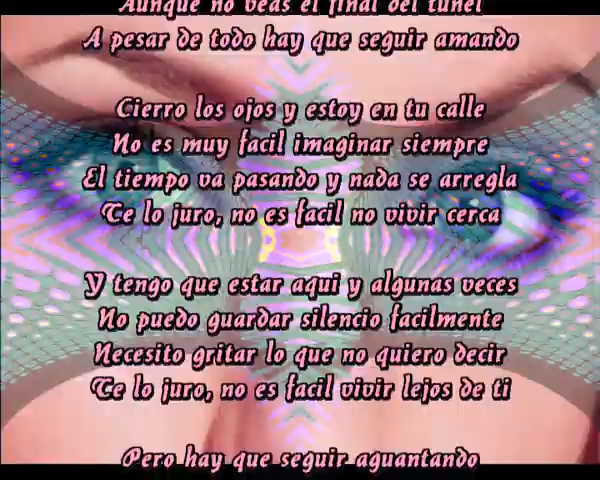 Aunque no veas el final del tunel
A pesar de todo hay que seguir amando
Cierro los ojos y estoy en tu calle
No es muy facil imaginar siempre
El tiempo va pasando y nada se arregla
Te lo juro, no es facil no vivir cerca
Y tengo que estar aqui y algunas veces
No puedo guardar silencio facilmente
Necesito gritar lo que no quiero decir
Te lo juro, no es facil vivir lejos de ti
Pero hay que seguir aguantando